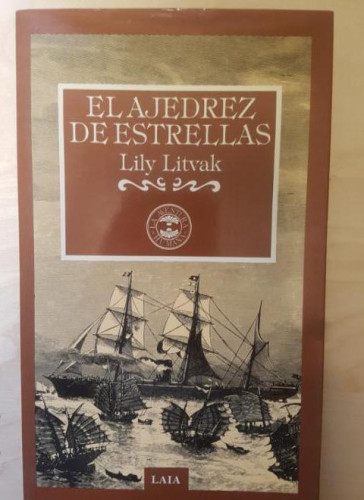 EL AJEDREZ
DE ESTRELLAS
Lily Litvak
LAIA